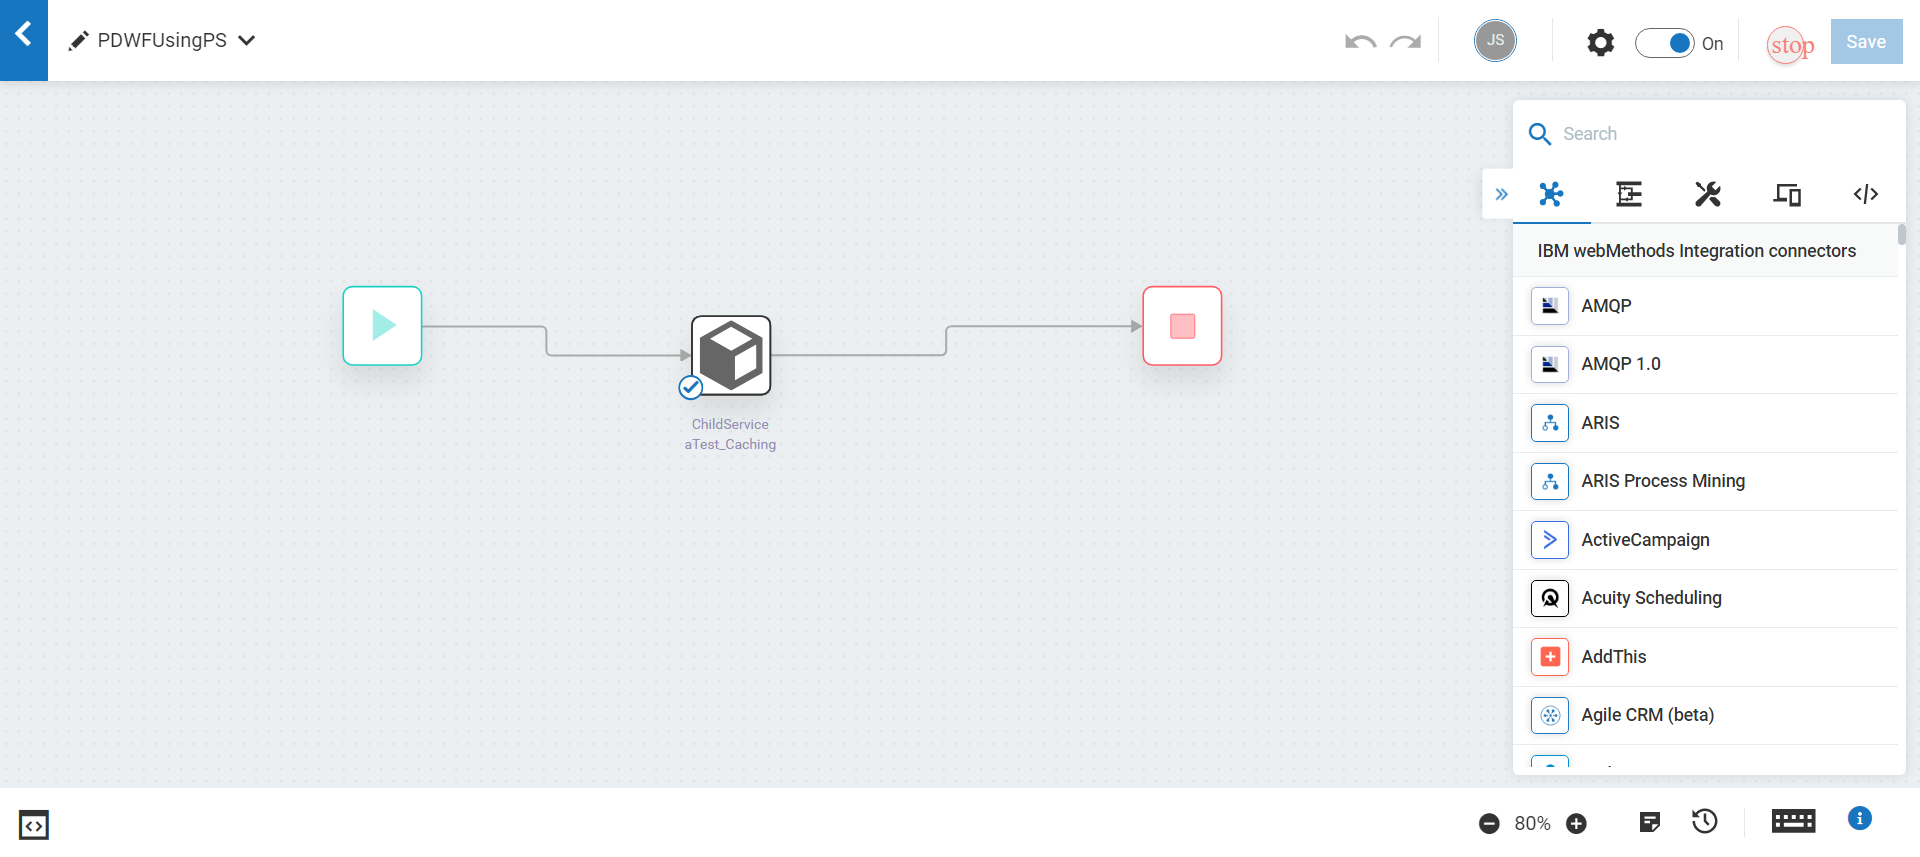 PDWFUsingPS
JS
On
stop
Save
Search
IBM webMethods Integration connectors
AMQP
AMQP 1.0
ARIS
ARIS Process Mining
ActiveCampaign
Acuity Scheduling
AddThis
Agile CRM (beta)
ChildService
aTest_Caching
80%